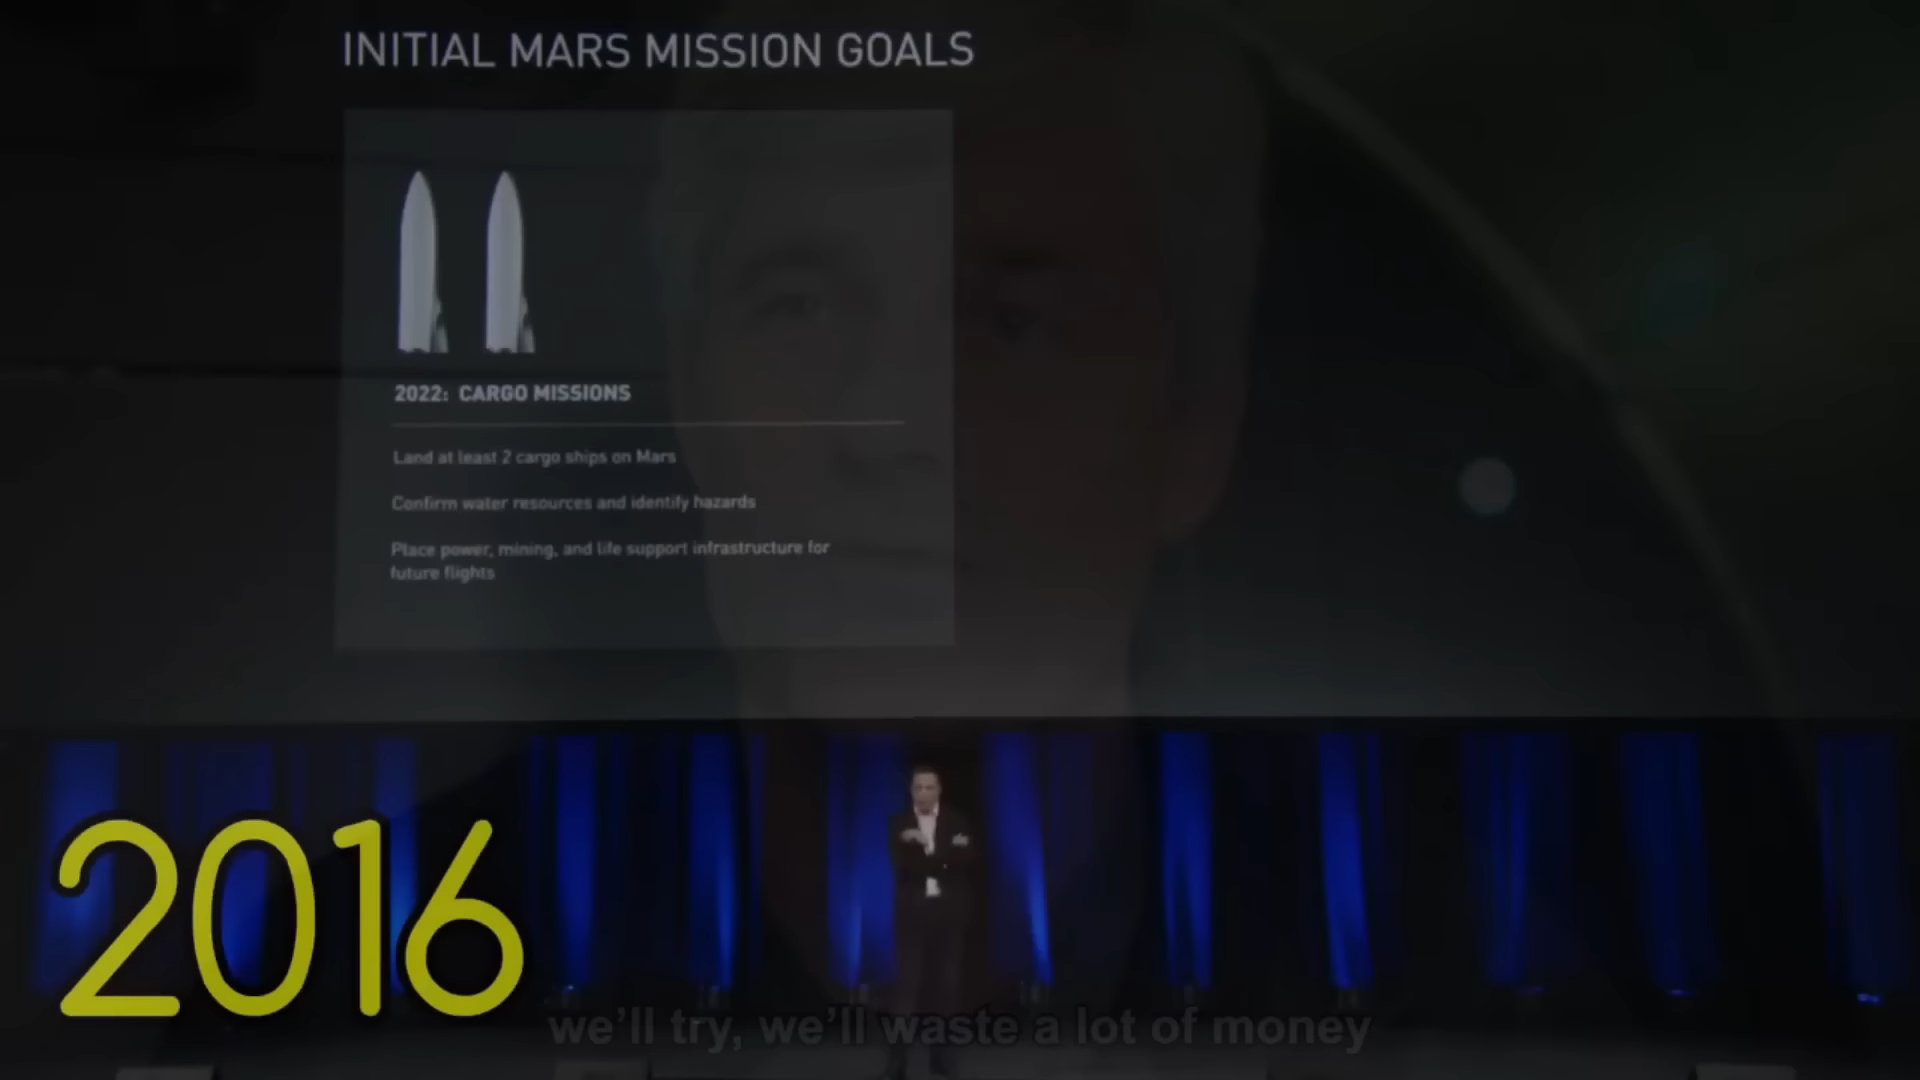 INITIAL MARS MISSION GOALS
2022: CARGO MISSIONS
Land at least 2 cargo ships on Mars
Confirm water resources and identify hazards
Place power, mining, and life support infrastructure for
future flights
2016
we'll try, we'll waste a lot of money